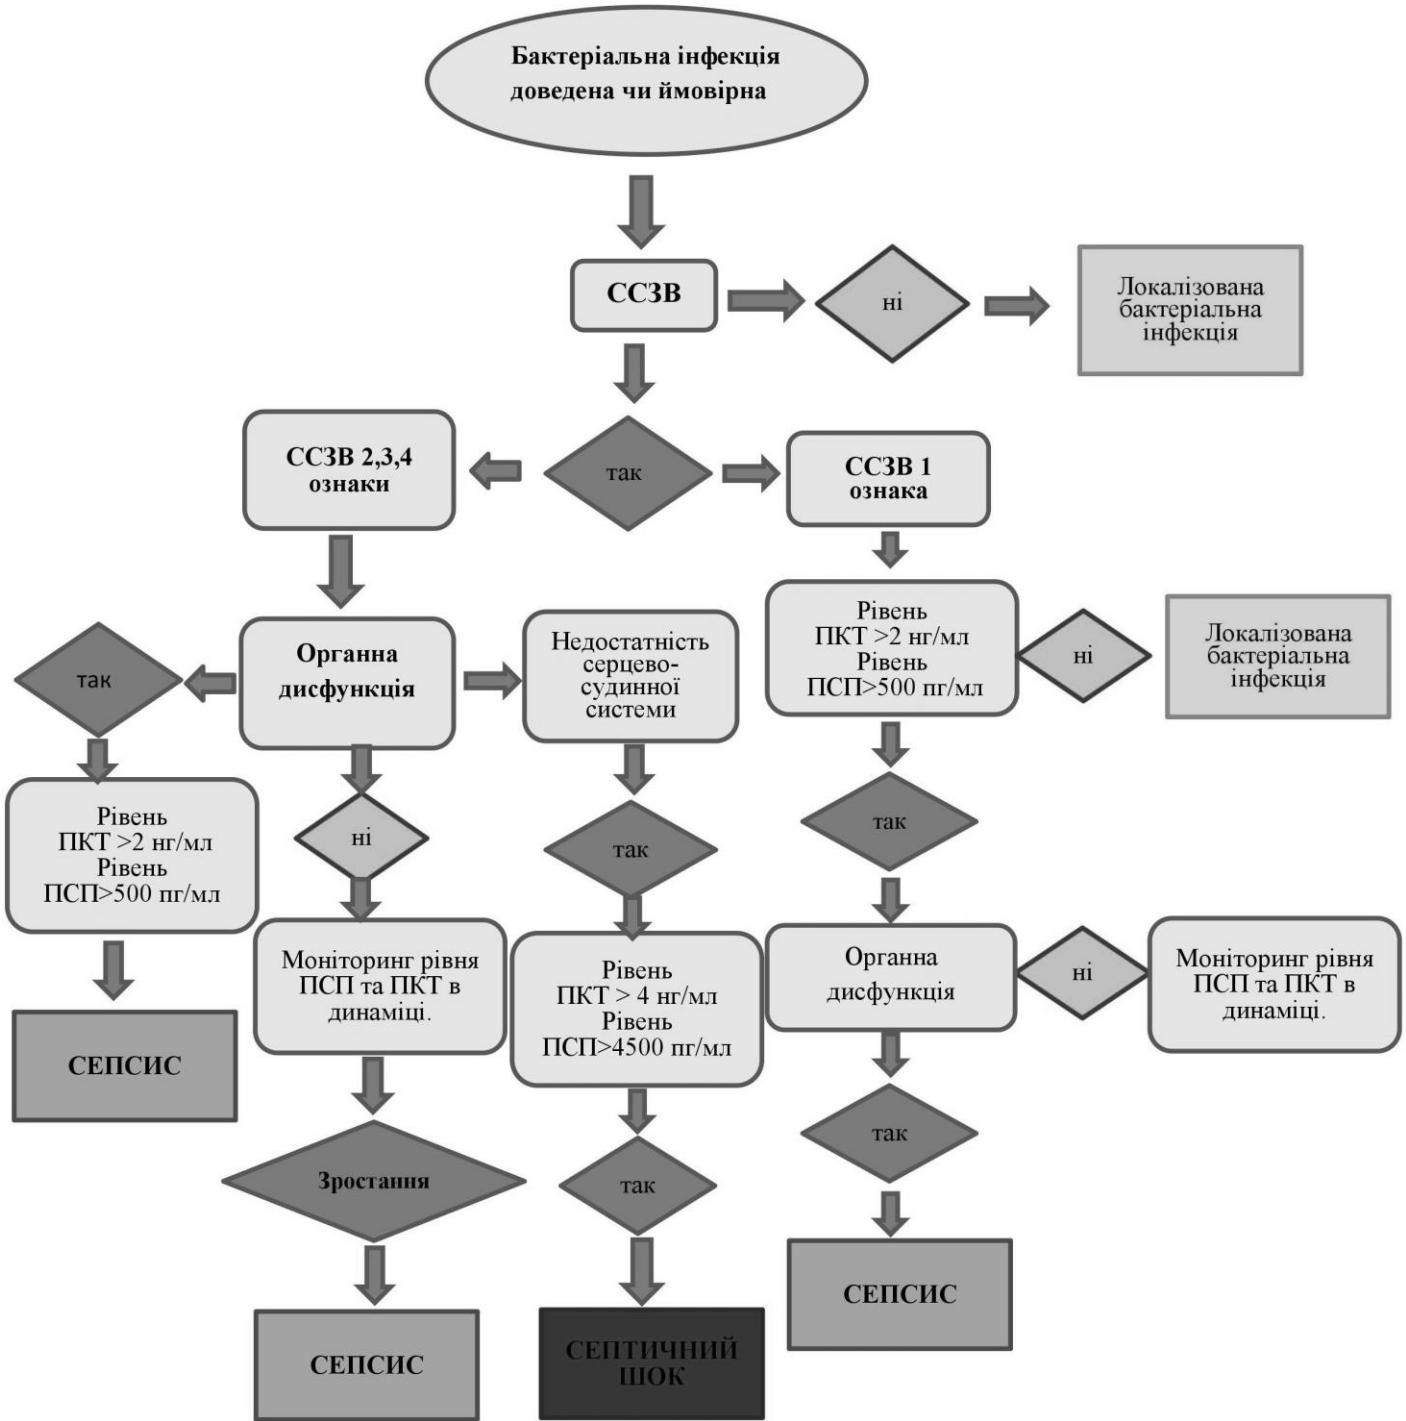 Бактеріальна інфекція
доведена чи ймовірна
ССЗВ
ні
Локалізована
бактеріальна
інфекція
ССЗВ 2,3,4
ознаки
так
ССЗВ 1
ознака
так
Органна
дисфункція
Недостатність
серцево-
судинної
системи
Рівень
ПКТ >2 нг/мл
Рівень
ПСП>500 пг/мл
ні
Локалізована
бактеріальна
інфекція
Рівень
ПКТ >2 нг/мл
Рівень
ПСП>500 пг/мл
ні
так
так
Моніторинг рівня
ПСП та ПКТ в
динаміці.
Рівень
ПКТ > 4 нг/мл
Рівень
ПСП>4500 пг/мл
Органна
дисфункція
ні
Моніторинг рівня
ПСП та ПКТ в
динаміці.
СЕПСИС
Зростання
так
так
СЕПСИС
СЕПТИЧНИЙ
ШОК
СЕПСИС